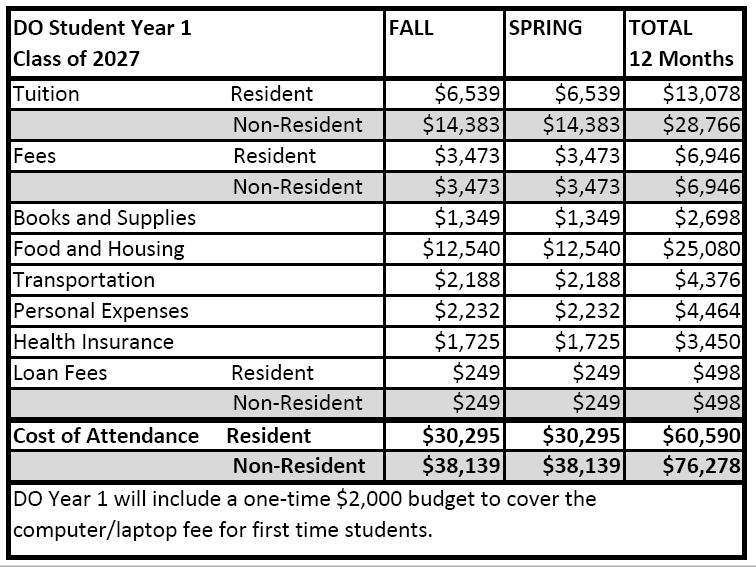 DO Student Year 1 FALL SPRING TOTAL
Class of 2027 12 Months
Tuition Resident $6,539 $6,539 $13,078
Non-Resident $14,383 $14,383 $28,766
Fees Resident $3,473 $3,473 $6,946
Non-Resident $3,473 $3,473 $6,946
Books and Supplies $1,349 $1,349 $2,698
Food and Housing $12,540 $12,540 $25,080
Transportation $2,188 $2,188 $4,376
Personal Expenses $2,232 $2,232 $4,464
Health Insurance $1,725 $1,725 $3,450
Loan Fees Resident $249 $249 $498
Non-Resident $249 $249 $498
Cost of Attendance Resident $30,295 $30,295 $60,590
Non-Resident $38,139 $38,139 $76,278
DO Year 1 will include a one-time $2,000 budget to cover the
computer/laptop fee for first time students.